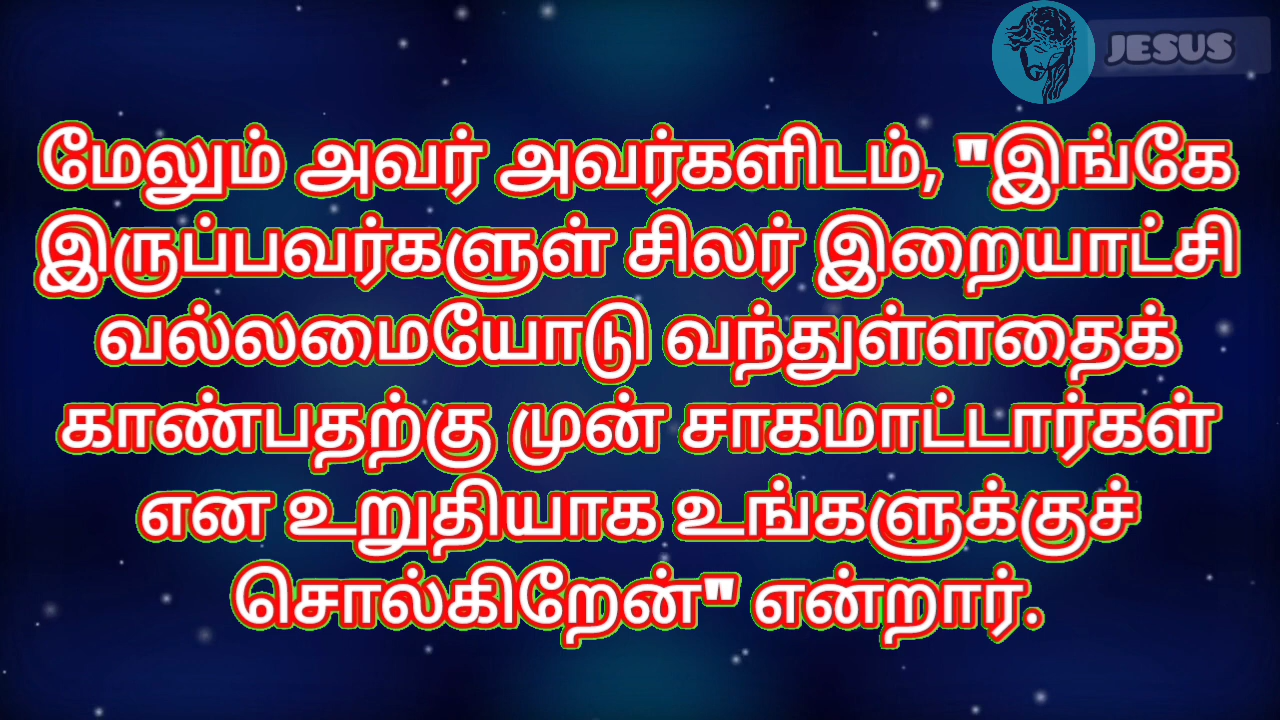 JESUS
மேலும் அவர் அவர்களிடம், "இங்கே
இருப்பவர்களுள் சிலர் இறையாட்சி
வல்லமையோடு வந்துள்ளதைக்
காண்பதற்கு முன் சாகமாட்டார்கள்
என உறுதியாக உங்களுக்குச்
சொல்கிறேன்" என்றார்.